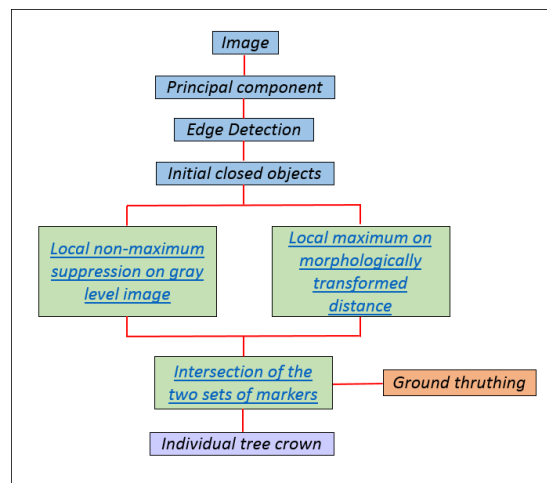 Image
Principal component
Edge Detection
Initial closed objects
Local non-maximum
suppression on gray
level image
Local maximum on
morphologically
transformed
distance
Intersection of the
two sets of markers
Ground thruthing
Individual tree crown